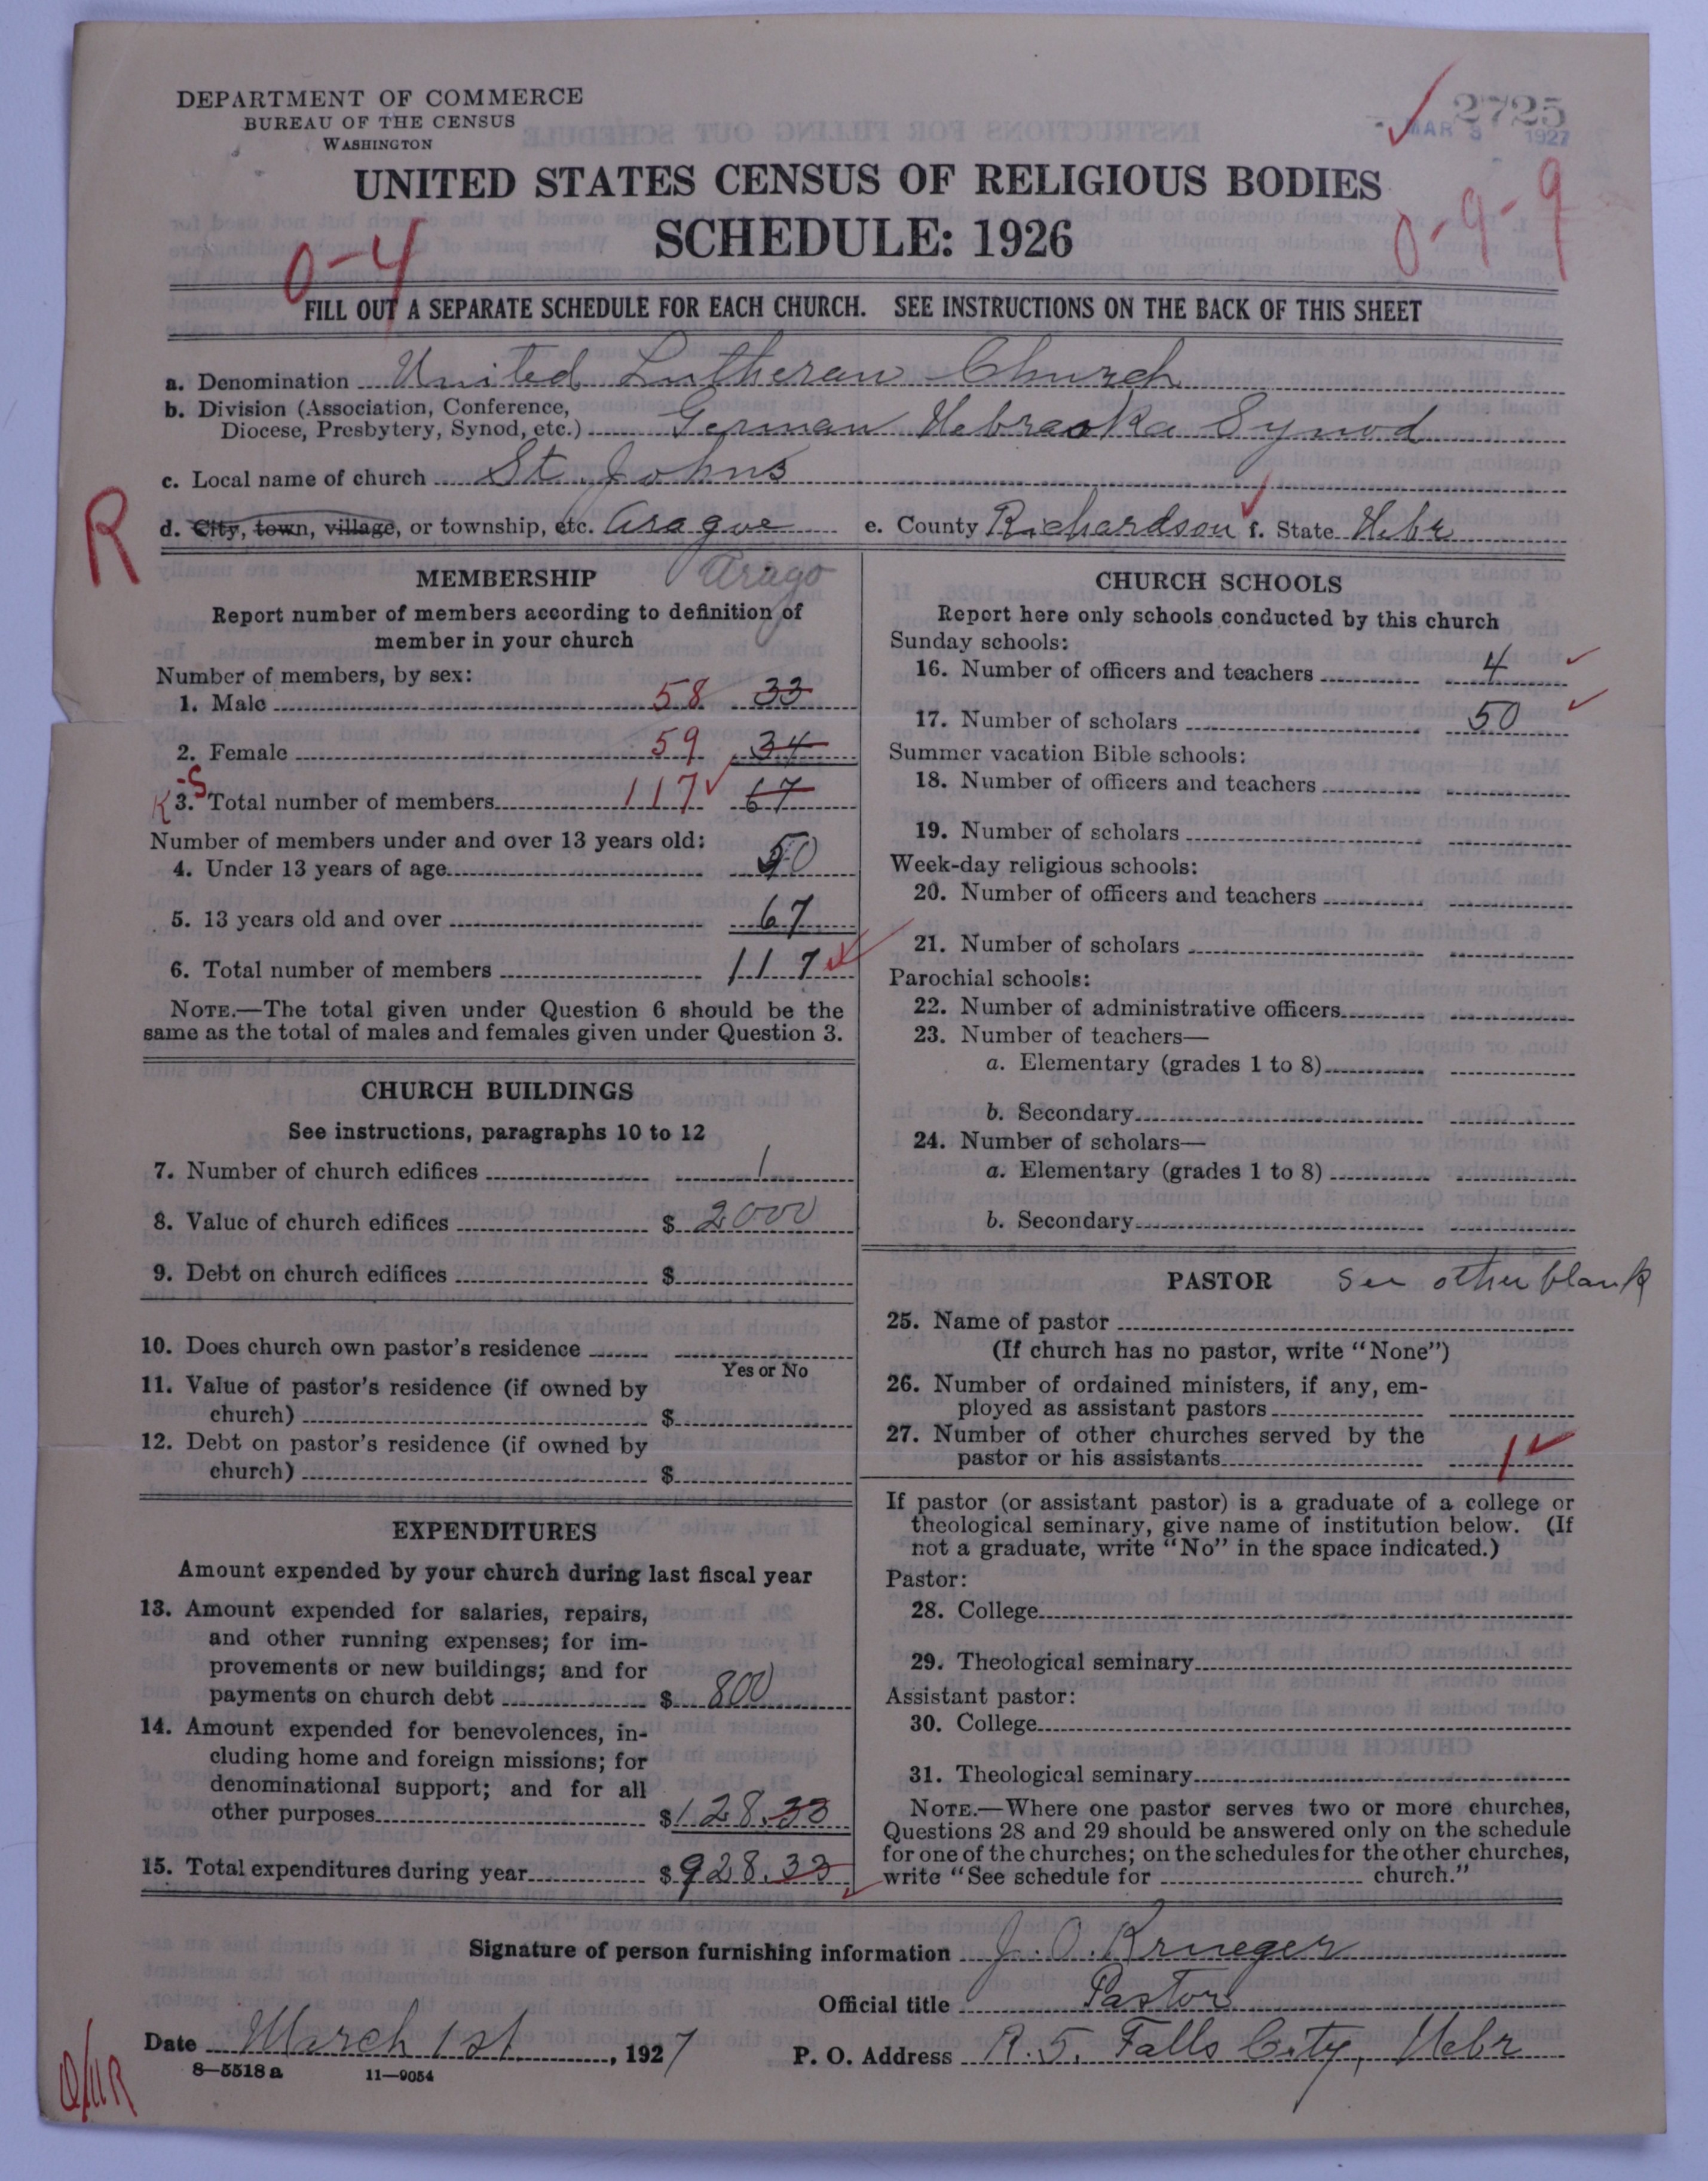 DEPARTMENT OF COMMERCE
BUREAU OF THE CENSUS
WASHINGTON
2725
MAR 8 1927
UNITED STATES CENSUS OF RELIGIOUS BODIES
SCHEDULE: 1926
0-4
0-9-9
FILL OUT A SEPARATE SCHEDULE FOR EACH CHURCH. SEE INSTRUCTIONS ON THE BACK OF THIS SHEET
a. Denomination United Lutheran Church
b. Division (Association, Conference,
Diocese, Presbytery, Synod, etc.) German Nebraska Synod
c. Local name of church St. Johns
R
d. City, town, village, or township, etc. Aragoe e. County Richardson f. State Nebr
Arago
MEMBERSHIP
Report number of members according to definition of
member in your church
Number of members, by sex:
1. Male 58 33
2. Female 59 34
3. Total number of members 117 67
Number of members under and over 13 years old:
4. Under 13 years of age 50
5. 13 years old and over 67
6. Total number of members 117
NOTE.—The total given under Question 6 should be the
same as the total of males and females given under Question 3.
CHURCH BUILDINGS
See instructions, paragraphs 10 to 12
7. Number of church edifices 1
8. Value of church edifices $ 2000
9. Debt on church edifices $
10. Does church own pastor's residence
Yes or No
11. Value of pastor's residence (if owned by
church) $
12. Debt on pastor's residence (if owned by
church) $
EXPENDITURES
Amount expended by your church during last fiscal year
13. Amount expended for salaries, repairs,
and other running expenses; for im-
provements or new buildings; and for
payments on church debt $ 800
14. Amount expended for benevolences, in-
cluding home and foreign missions; for
denominational support; and for all
other purposes $128.33
15. Total expenditures during year $928.33
CHURCH SCHOOLS
Report here only schools conducted by this church
Sunday schools:
16. Number of officers and teachers 4
17. Number of scholars 50
Summer vacation Bible schools:
18. Number of officers and teachers
19. Number of scholars
Week-day religious schools:
20. Number of officers and teachers
21. Number of scholars
Parochial schools:
22. Number of administrative officers
23. Number of teachers—
a. Elementary (grades 1 to 8)
b. Secondary
24. Number of scholars—
a. Elementary (grades 1 to 8)
b. Secondary
PASTOR See other blank
25. Name of pastor
(If church has no pastor, write "None")
26. Number of ordained ministers, if any, em-
ployed as assistant pastors
27. Number of other churches served by the
pastor or his assistants 1
If pastor (or assistant pastor) is a graduate of a college or
theological seminary, give name of institution below. (If
not a graduate, write "No" in the space indicated.)
Pastor:
28. College
29. Theological seminary
Assistant pastor:
30. College
31. Theological seminary
NOTE.—Where one pastor serves two or more churches,
Questions 28 and 29 should be answered only on the schedule
for one of the churches; on the schedules for the other churches,
write "See schedule for church."
Signature of person furnishing information J. O. Krueger
Official title Pastor
Date March 1st, 1927 P. O. Address R. 5. Falls City, Nebr
8—5518 a 11—9054